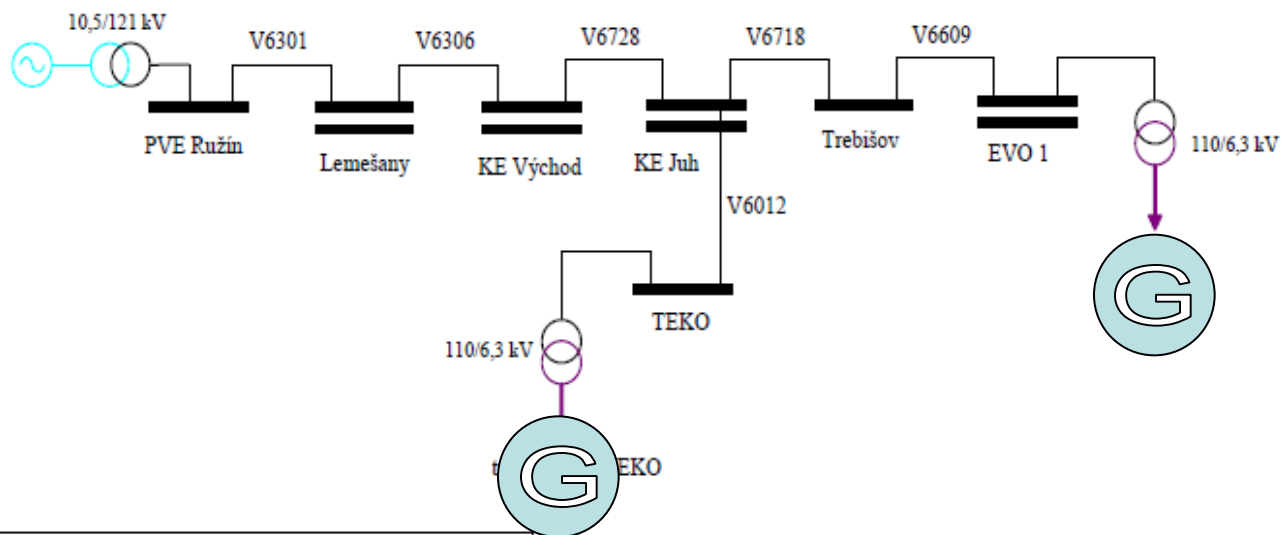 10,5/121 kV
V6301
V6306
V6728
V6718
V6609
PVE Ružín
Lemešany
KE Východ
KE Juh
Trebišov
EVO 1
110/6,3 kV
V6012
TEKO
110/6,3 kV
G
G
EKO